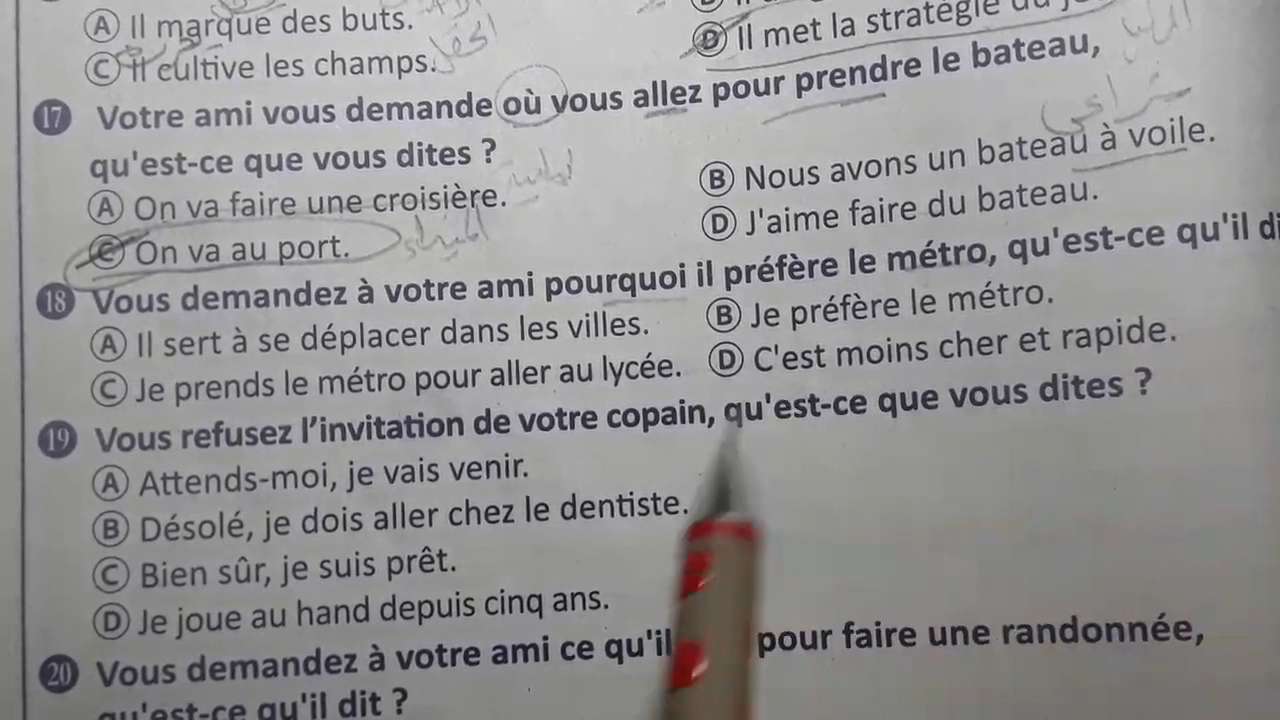 A Il marque des buts.
D Il met la stratégie du
C Il cultive les champs.
17 Votre ami vous demande où vous allez pour prendre le bateau,
qu'est-ce que vous dites ?
A On va faire une croisière.
B Nous avons un bateau à voile.
C On va au port.
D J'aime faire du bateau.
18 Vous demandez à votre ami pourquoi il préfère le métro, qu'est-ce qu'il di
A Il sert à se déplacer dans les villes.
B Je préfère le métro.
C Je prends le métro pour aller au lycée.
D C'est moins cher et rapide.
19 Vous refusez l'invitation de votre copain, qu'est-ce que vous dites ?
A Attends-moi, je vais venir.
B Désolé, je dois aller chez le dentiste.
C Bien sûr, je suis prêt.
D Je joue au hand depuis cinq ans.
20 Vous demandez à votre ami ce qu'il pour faire une randonnée,
qu'est-ce qu'il dit ?